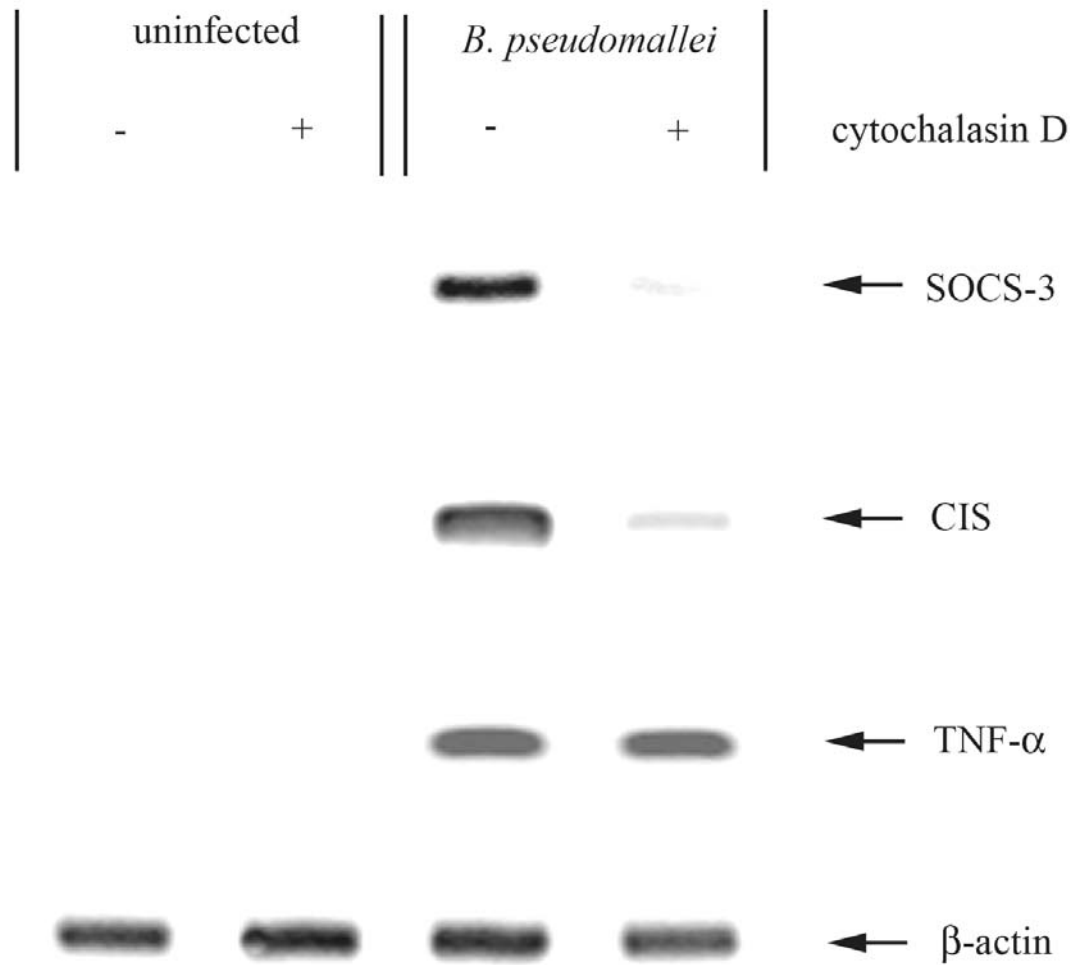 uninfected B. pseudomallei
- + - + cytochalasin D
SOCS-3
CIS
TNF-α
β-actin